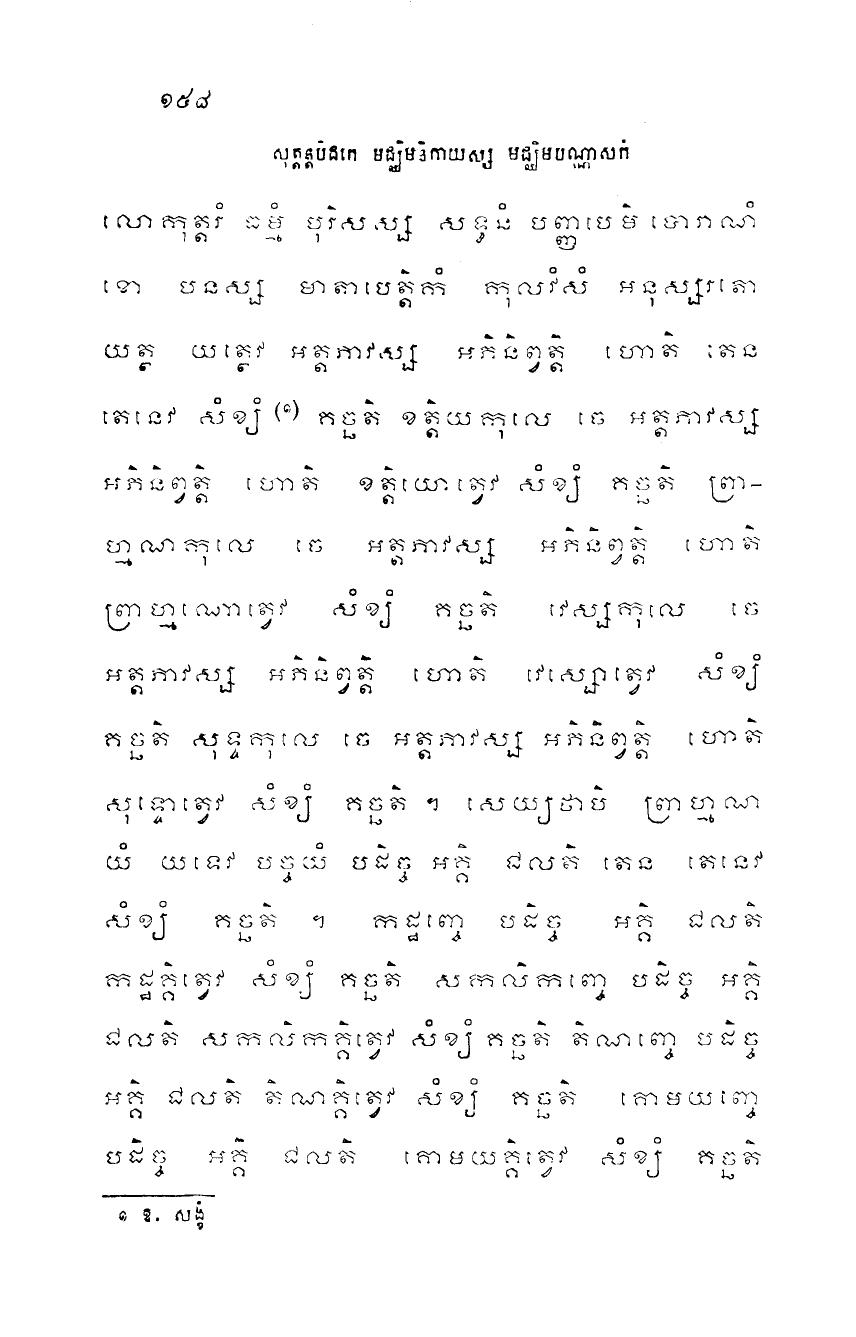 ១៥៨
សុត្តន្តបិដកេ មជ្ឈិមនិកាយស្ស មជ្ឈិមបណ្ណាសកំ
លោកុត្តរំ ធម្មំ បុរិសស្ស សទ្ធនំ បញ្ញបេមិ បោរាណំ
ខោ បនស្ស មាតាបេត្តិកំ កុលវំសំ អនុស្សរតោ
យត្ថ យត្ថេវ អត្តភាវស្ស អភិនិព្វត្តិ ហោតិ តេន
តេនេវ សំខ្យំ (១) គច្ឆតិ ខត្តិយកុលេ ចេ អត្តភាវស្ស
អភិនិព្វត្តិ ហោតិ ខត្តិយោត្វេវ សំខ្យំ គច្ឆតិ ព្រា-
ហ្មណកុលេ ចេ អត្តភាវស្ស អភិនិព្វត្តិ ហោតិ
ព្រាហ្មណោត្វេវ សំខ្យំ គច្ឆតិ វេស្សកុលេ ចេ
អត្តភាវស្ស អភិនិព្វត្តិ ហោតិ វេស្សោត្វេវ សំខ្យំ
គច្ឆតិ សុទ្ទកុលេ ចេ អត្តភាវស្ស អភិនិព្វត្តិ ហោតិ
សុទ្ទោត្វេវ សំខ្យំ គច្ឆតិ ។ សេយ្យថាបិ ព្រាហ្មណ
យំ យទេវ បច្ចយំ បដិច្ច អគ្គិ ជលតិ តេន តេនេវ
សំខ្យំ គច្ឆតិ ។ កដ្ឋញ្ចេ បដិច្ច អគ្គិ ជលតិ
កដ្ឋគ្គិត្វេវ សំខ្យំ គច្ឆតិ សកលិកញ្ចេ បដិច្ច អគ្គិ
ជលតិ សកលិកគ្គិត្វេវ សំខ្យំ គច្ឆតិ តិណញ្ចេ បដិច្ច
អគ្គិ ជលតិ តិណគ្គិត្វេវ សំខ្យំ គច្ឆតិ គោមយញ្ចេ
បដិច្ច អគ្គិ ជលតិ គោមយគ្គិត្វេវ សំខ្យំ គច្ឆតិ
១ ឱ. សង្ខំ